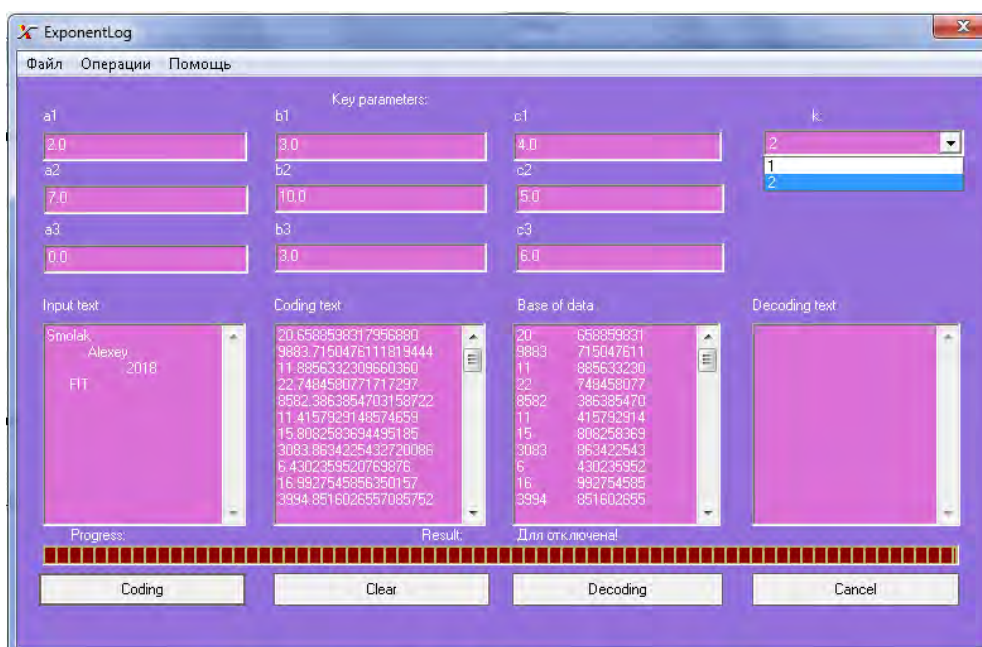 ExponentLog
Файл Операции Помощь
Key parameters:
a1 b1 c1 k:
2.0 3.0 4.0 2
1
2
a2 b2 c2
7.0 10.0 5.0
a3 b3 c3
0.0 3.0 6.0
Input text Coding text Base of data Decoding text
Smolak
Alexey
2018
FIT
20.6588598317956880
9883.715047611819444
11.8856332309660360
22.7484580771717297
8582.3863854703158722
11.4157929148574659
15.8082583694495185
3083.8634225432720086
6.4302359520769876
16.9927545856350157
3994.8516026557085752
20 658859831
9883 715047611
11 885633230
22 748458077
8582 386385470
11 415792914
15 808258369
3083 863422543
6 430235952
16 992754585
3994 851602655
Progress: Result: Длл отключена!
Coding Clear Decoding Cancel